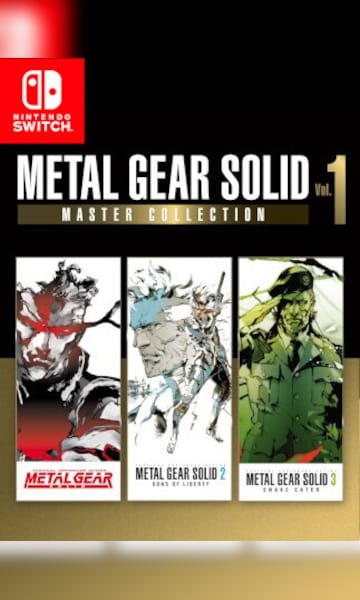 NINTENDO
SWITCH
METAL GEAR SOLID Vol. 1
MASTER COLLECTION
METAL GEAR
SOLID
METAL GEAR SOLID 2
SONS OF LIBERTY
METAL GEAR SOLID 3
SNAKE EATER